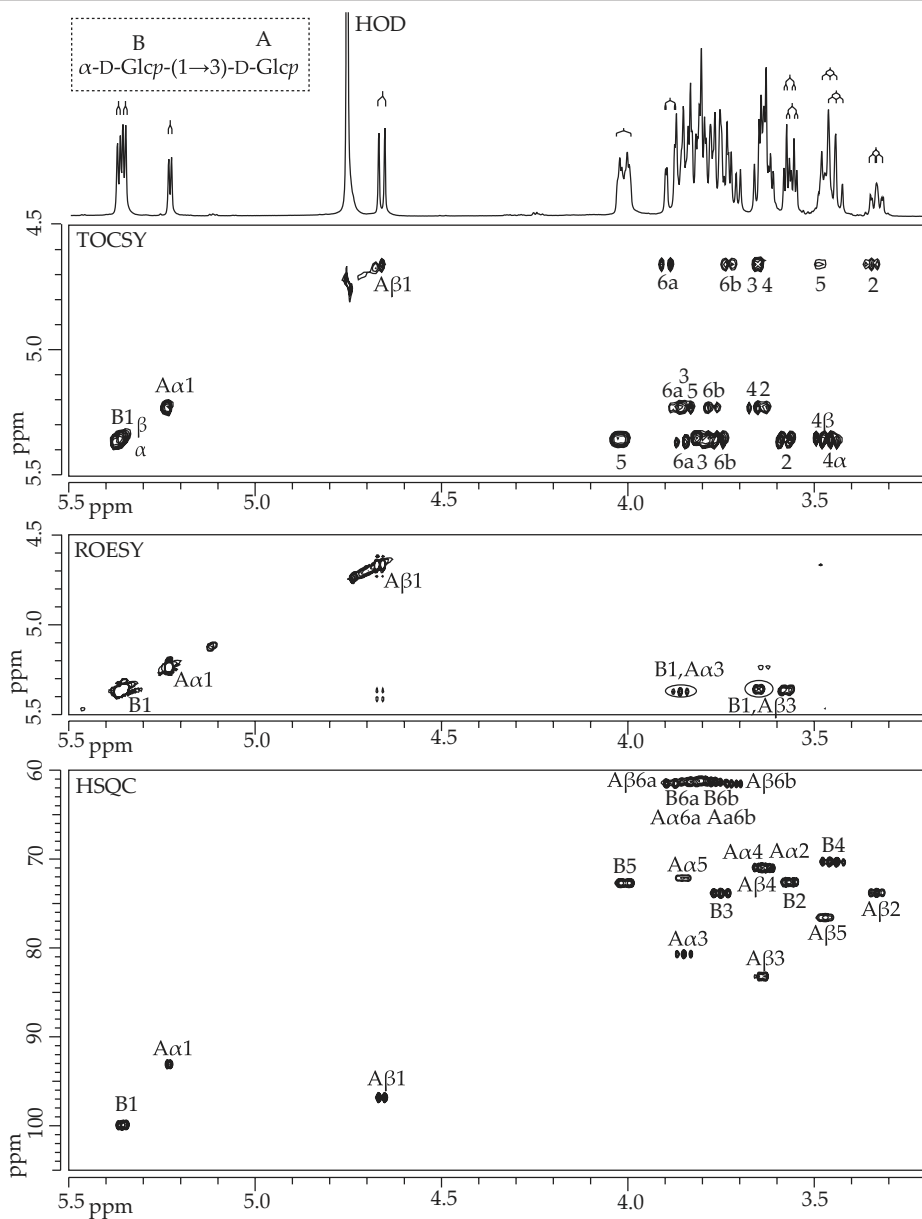 B A
α-D-Glcp-(1→3)-D-Glcp
HOD
4.5
TOCSY
Aβ1
6a 6b 3 4 5 2
5.0
Aα1
3
6a 5 6b 4 2
B1 β
α
4β
5 6a 3 6b 2 4α
ppm
5.5
5.5 ppm 5.0 4.5 4.0 3.5
4.5
ROESY
Aβ1
5.0
Aα1
B1
B1,Aα3
B1,Aβ3
5.5
5.5 ppm 5.0 4.5 4.0 3.5
60
HSQC
Aβ6a Aβ6b
B6a B6b
Aα6a Aa6b
70
Aα4 Aα2 B4
B5 Aα5
Aβ4
B3 B2 Aβ2
Aβ5
80
Aα3 Aβ3
90
Aα1
Aβ1
B1
100
ppm
5.5 ppm 5.0 4.5 4.0 3.5